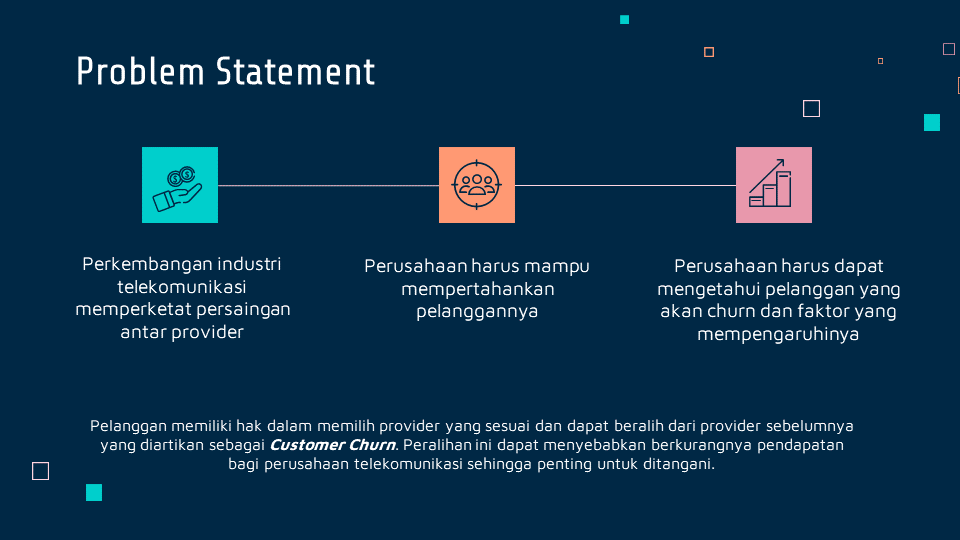 Problem Statement
Perkembangan industri
telekomunikasi
memperketat persaingan
antar provider
Perusahaan harus mampu
mempertahankan
pelanggannya
Perusahaan harus dapat
mengetahui pelanggan yang
akan churn dan faktor yang
mempengaruhinya
Pelanggan memiliki hak dalam memilih provider yang sesuai dan dapat beralih dari provider sebelumnya
yang diartikan sebagai Customer Churn. Peralihan ini dapat menyebabkan berkurangnya pendapatan
bagi perusahaan telekomunikasi sehingga penting untuk ditangani.